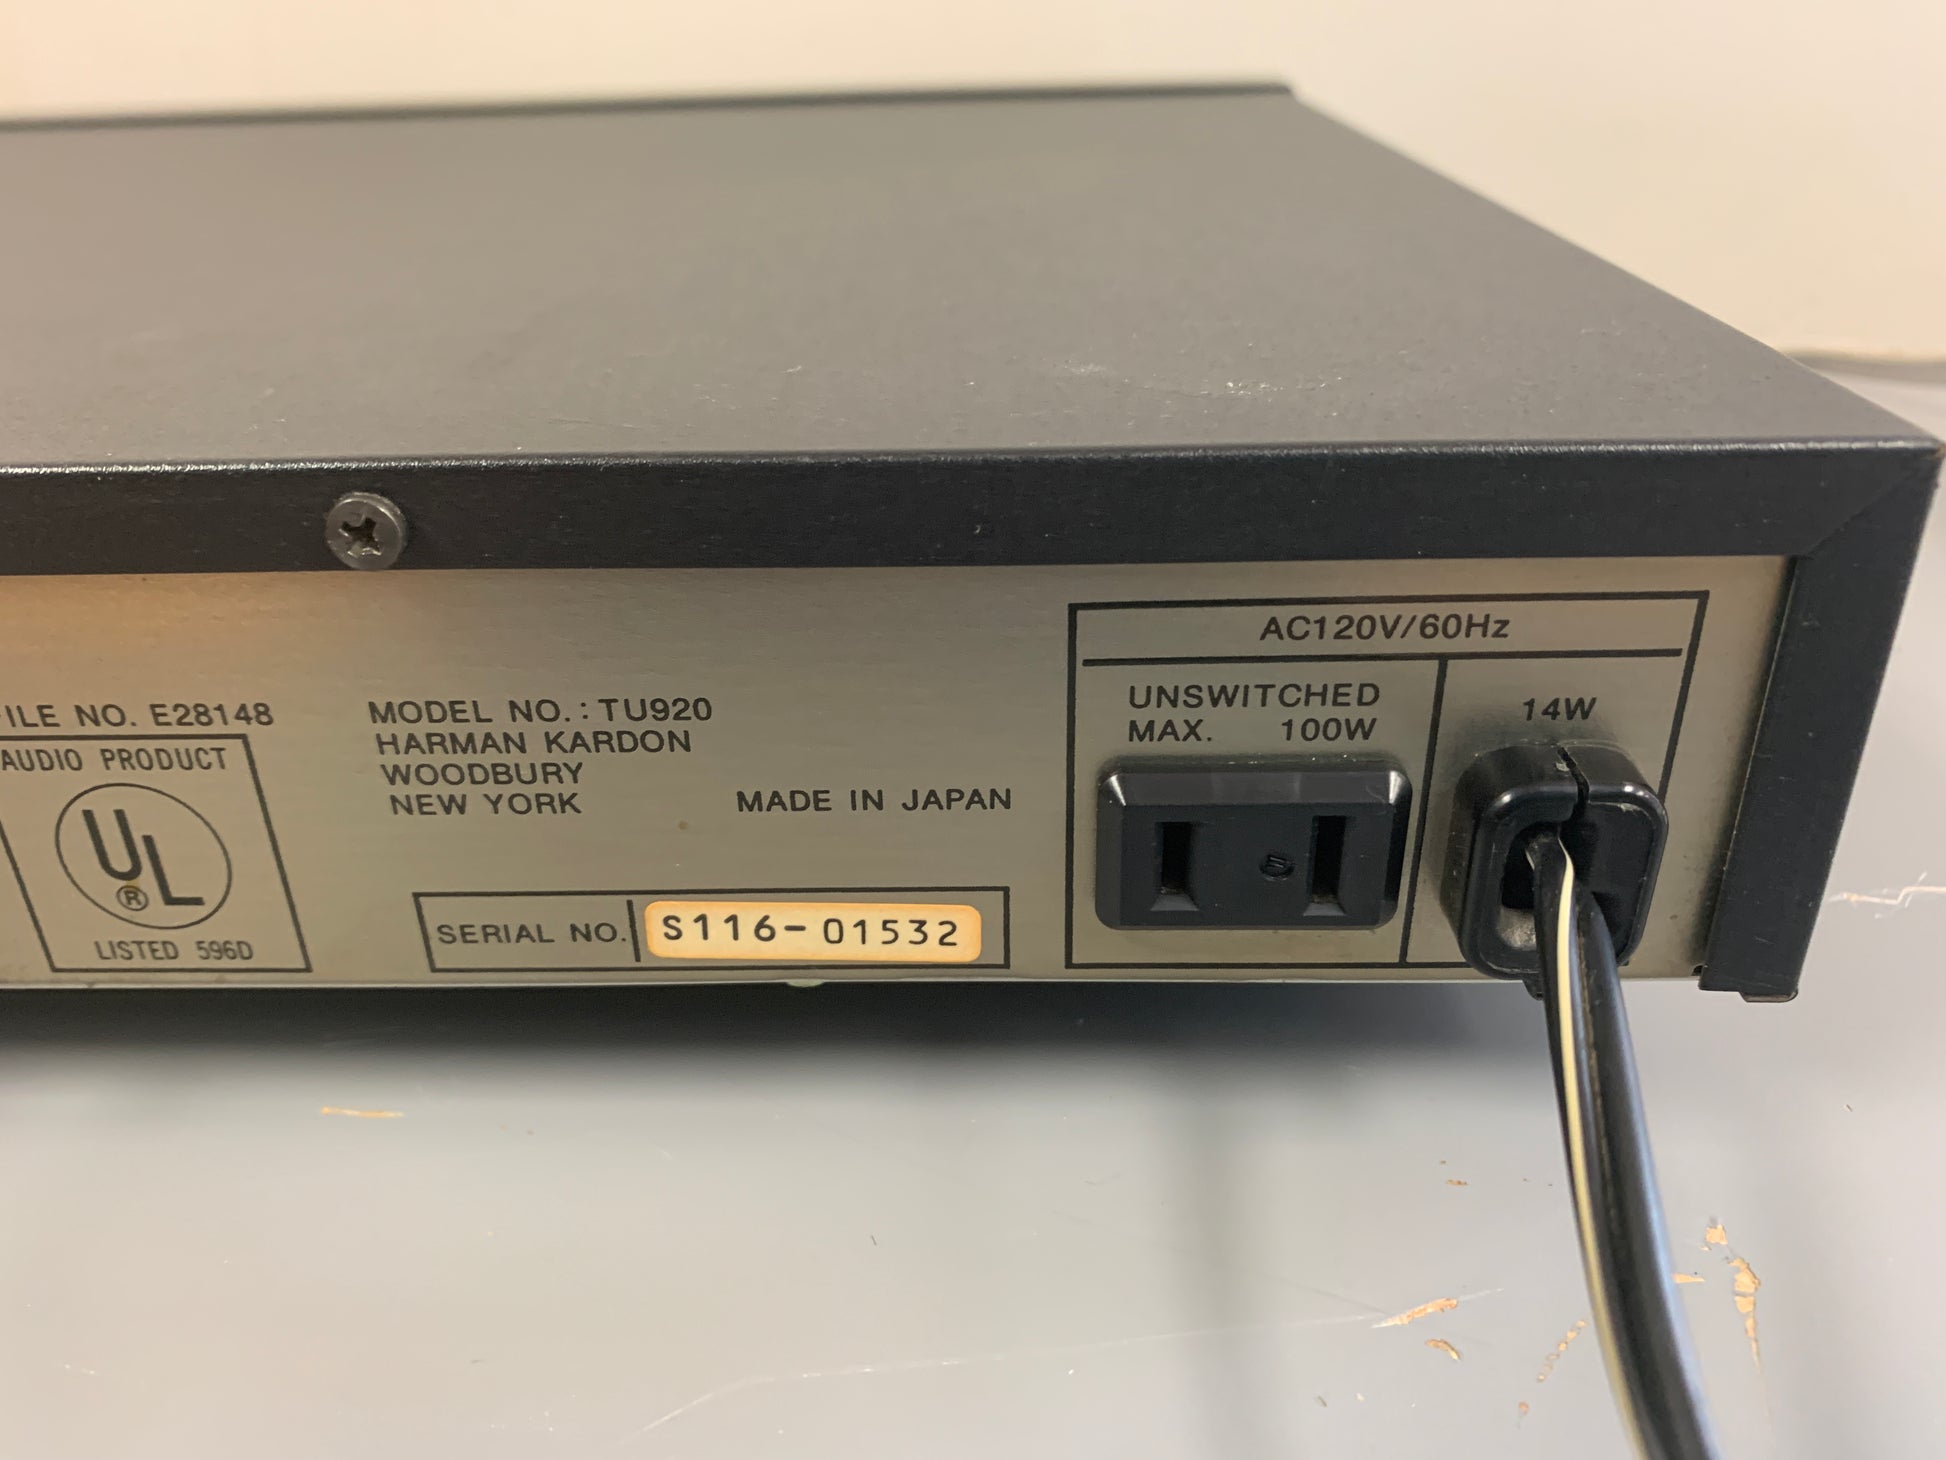 AC120V/60Hz
UNSWITCHED
MAX. 100W
14W
ILE NO. E28148
AUDIO PRODUCT
UL
®
LISTED 596D
MODEL NO.: TU920
HARMAN KARDON
WOODBURY
NEW YORK
MADE IN JAPAN
SERIAL NO. S116-01532